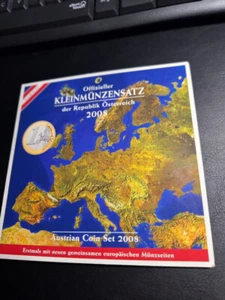 Offizieller
KLEINMÜNZENSATZ
der Republik Österreich
2008
Austrian Coin Set 2008
Erstmals mit neuen gemeinsamen europäischen Münzseiten